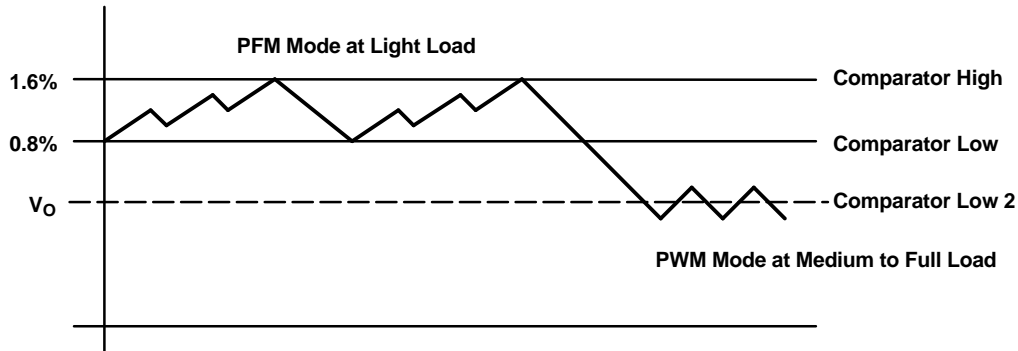 PFM Mode at Light Load
1.6%
Comparator High
0.8%
Comparator Low
VO
Comparator Low 2
PWM Mode at Medium to Full Load